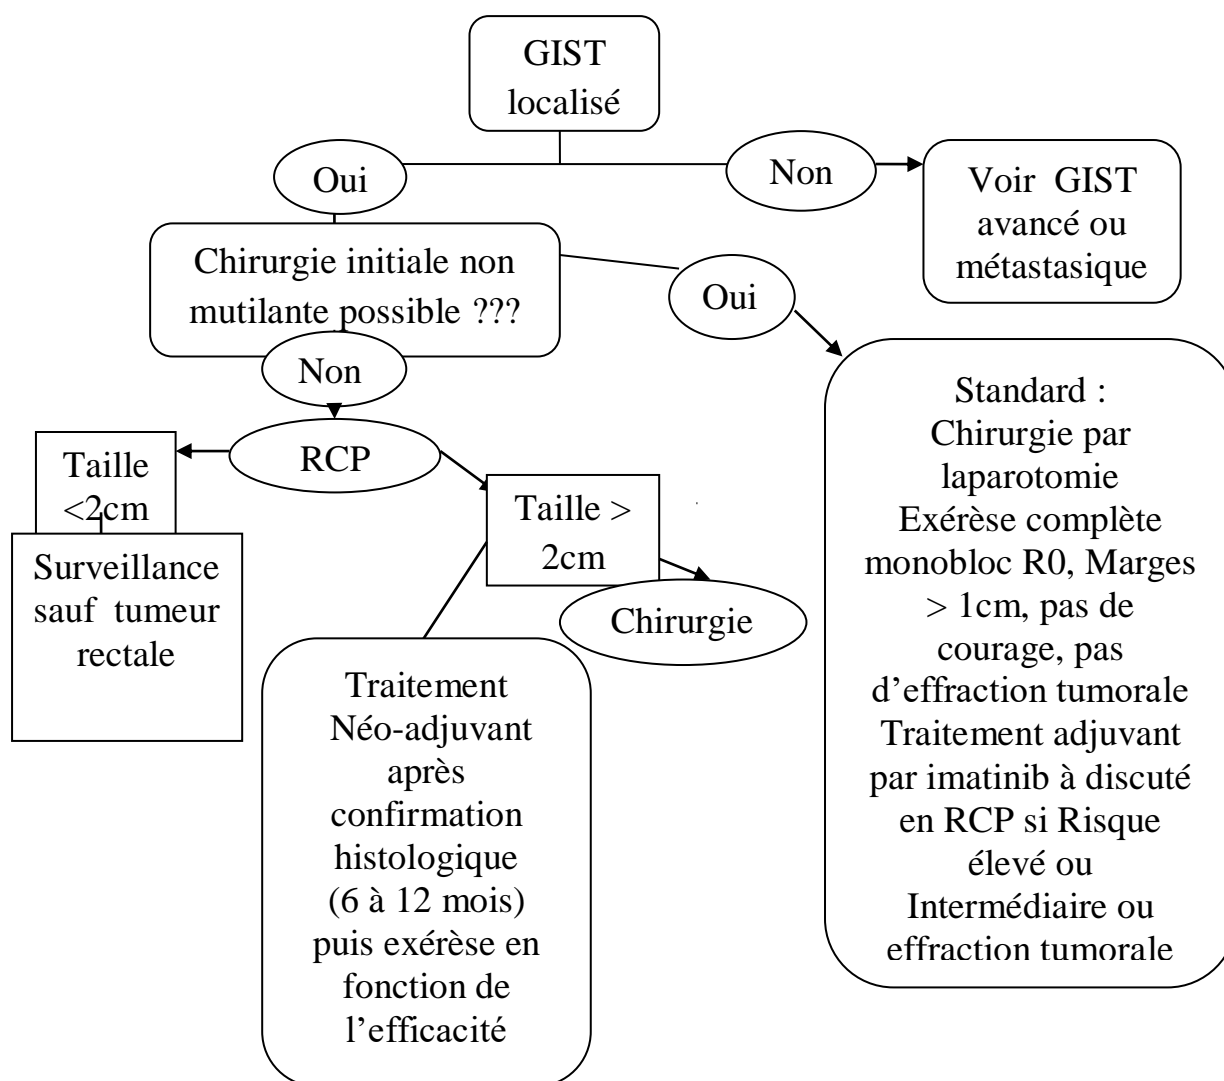 GIST
localisé
Oui
Non
Voir GIST
avancé ou
métastasique
Chirurgie initiale non
mutilante possible ???
Oui
Non
RCP
Taille
<2cm
Surveillance
sauf tumeur
rectale
Taille >
2cm
Chirurgie
Traitement
Néo-adjuvant
après
confirmation
histologique
(6 à 12 mois)
puis exérèse en
fonction de
l’efficacité
Standard :
Chirurgie par
laparotomie
Exérèse complète
monobloc R0, Marges
> 1cm, pas de
courage, pas
d’effraction tumorale
Traitement adjuvant
par imatinib à discuté
en RCP si Risque
élevé ou
Intermédiaire ou
effraction tumorale